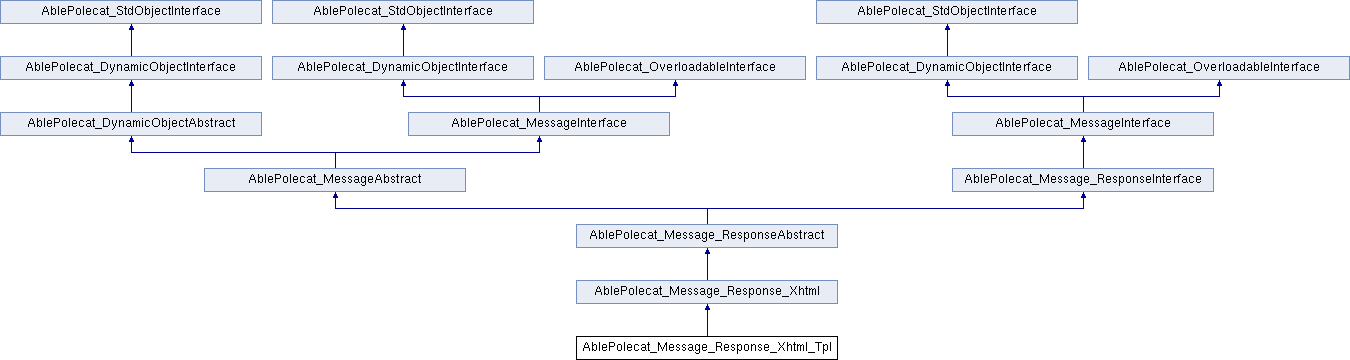 AblePolecat_StdObjectInterface
AblePolecat_StdObjectInterface
AblePolecat_StdObjectInterface
AblePolecat_DynamicObjectInterface
AblePolecat_DynamicObjectInterface
AblePolecat_OverloadableInterface
AblePolecat_DynamicObjectInterface
AblePolecat_OverloadableInterface
AblePolecat_DynamicObjectAbstract
AblePolecat_MessageInterface
AblePolecat_MessageInterface
AblePolecat_MessageAbstract
AblePolecat_Message_ResponseInterface
AblePolecat_Message_ResponseAbstract
AblePolecat_Message_Response_Xhtml
AblePolecat_Message_Response_Xhtml_Tpl